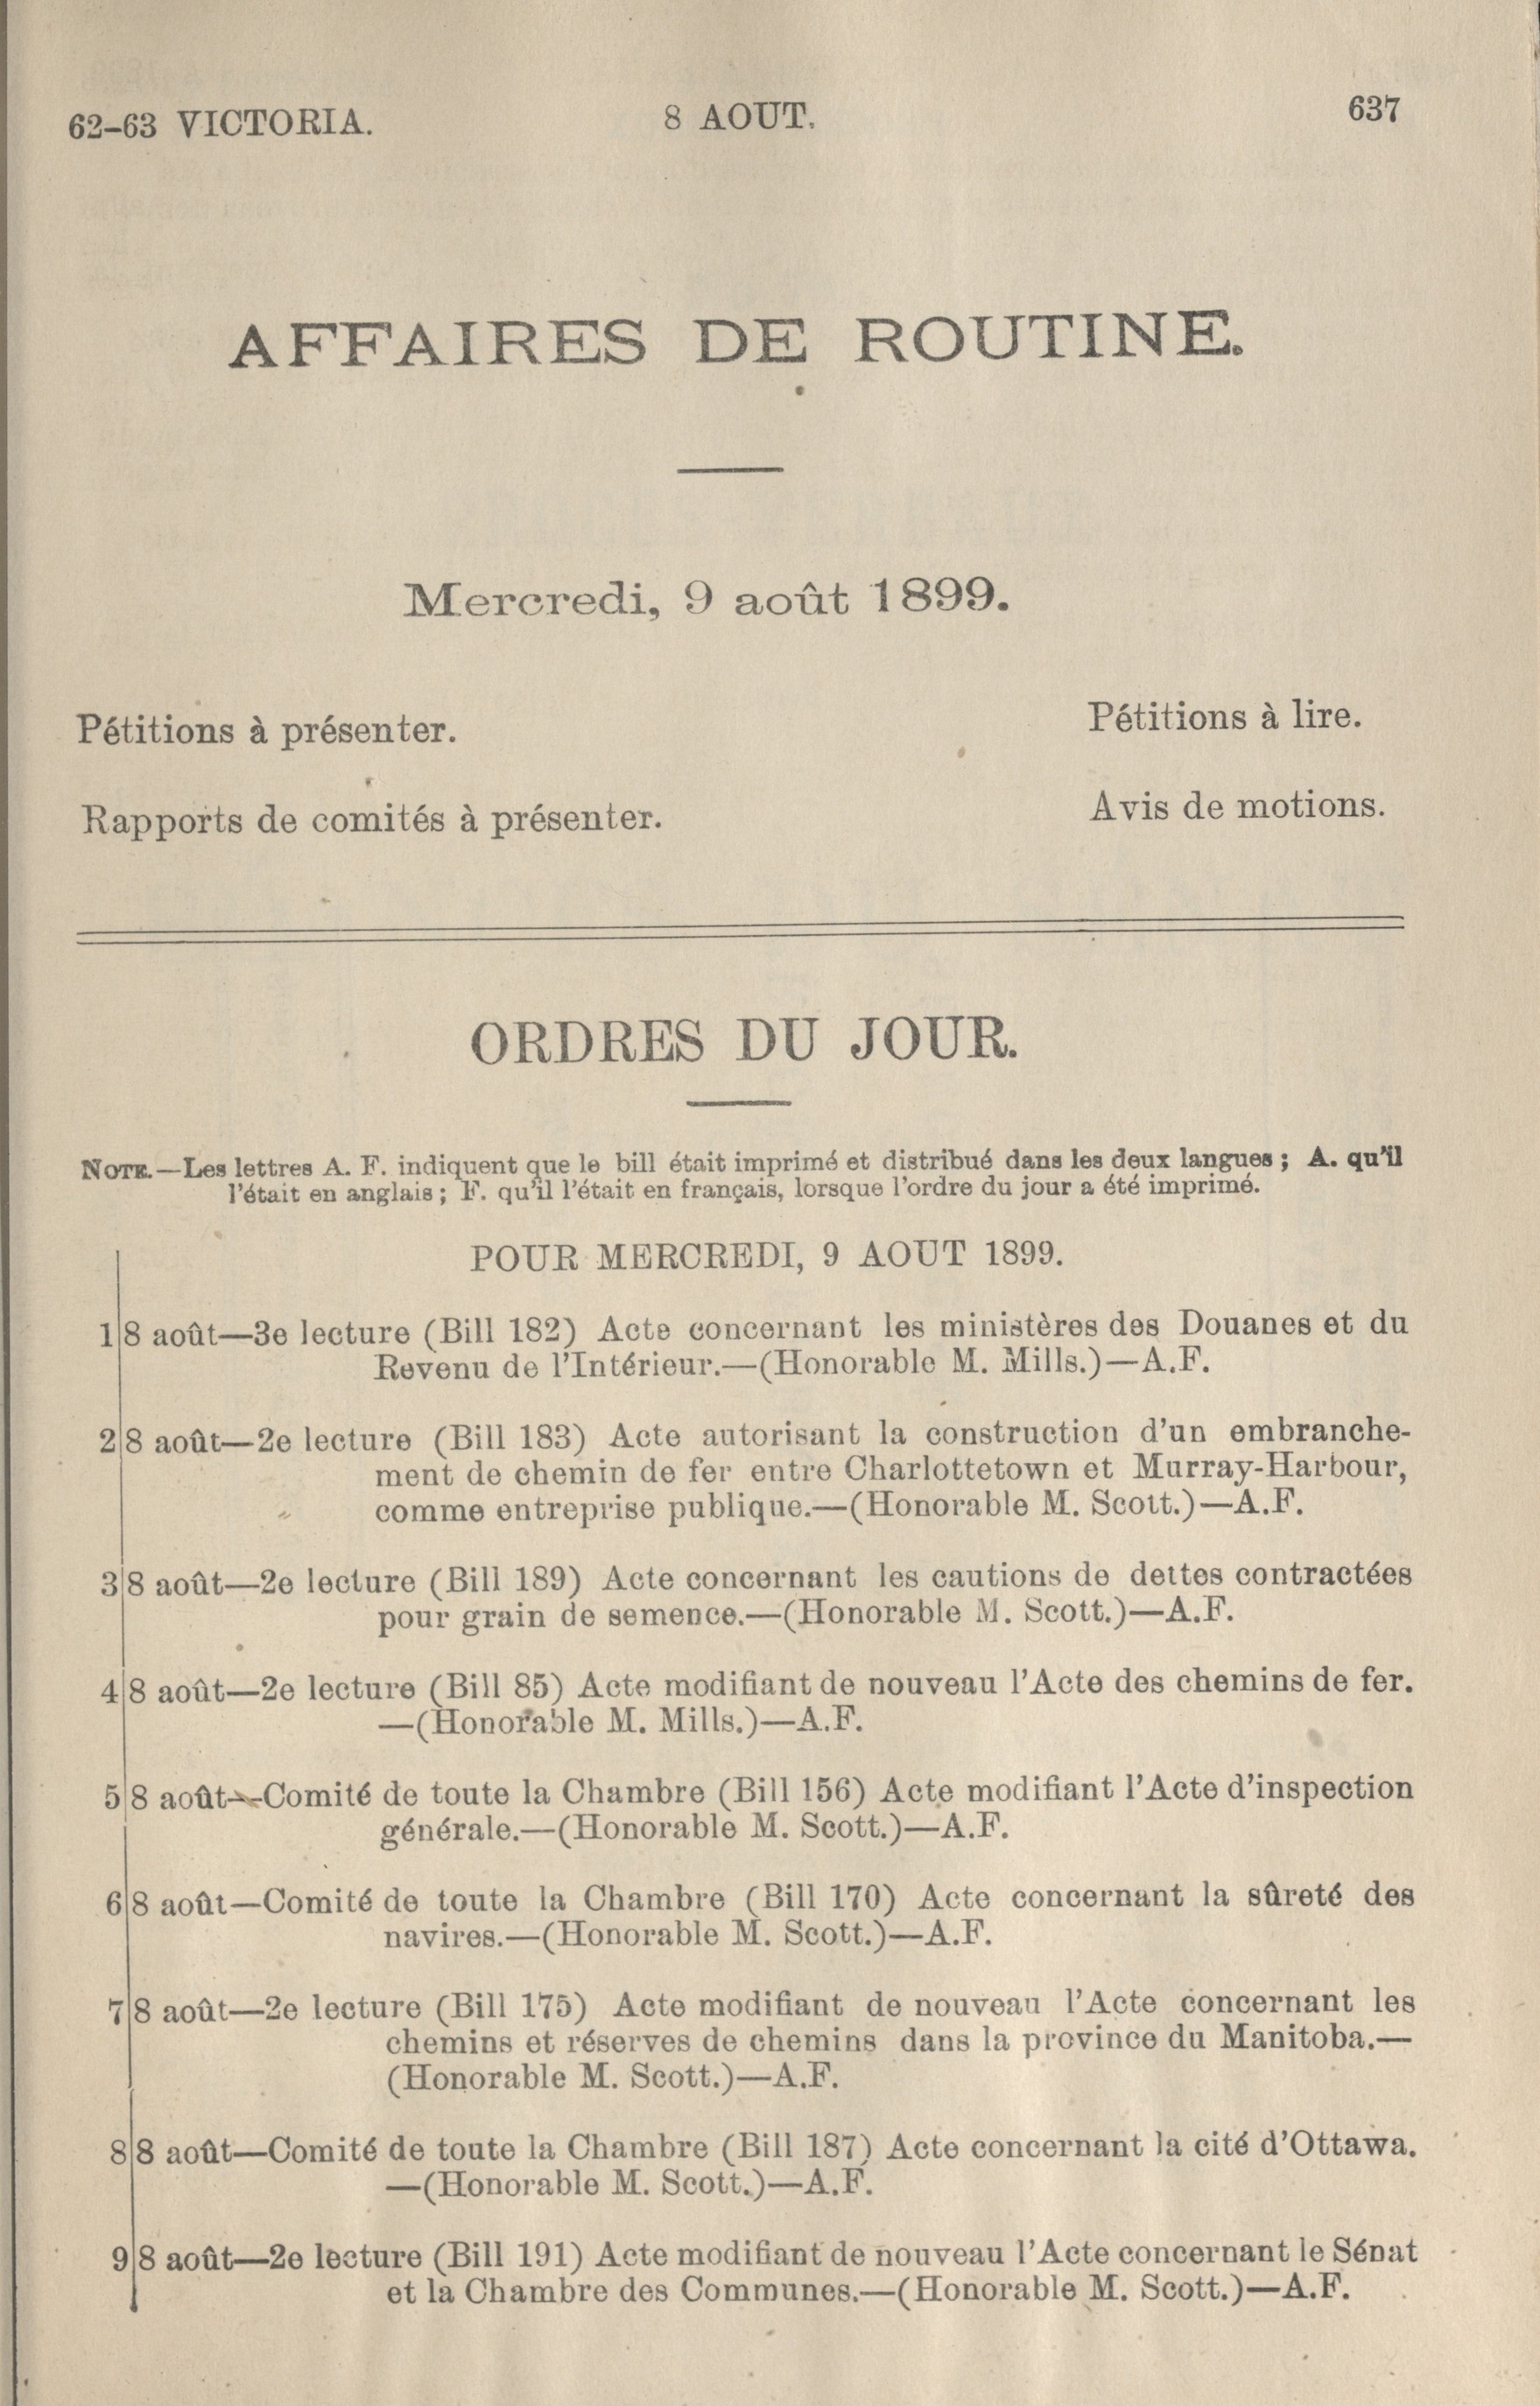 62-63 VICTORIA. 8 AOUT. 637
AFFAIRES DE ROUTINE.
Mercredi, 9 août 1899.
Pétitions à présenter. Pétitions à lire.
Rapports de comités à présenter. Avis de motions.
ORDRES DU JOUR.
NOTE.—Les lettres A. F. indiquent que le bill était imprimé et distribué dans les deux langues; A. qu'il
l'était en anglais; F. qu'il l'était en français, lorsque l'ordre du jour a été imprimé.
POUR MERCREDI, 9 AOUT 1899.
1|8 août—3e lecture (Bill 182) Acte concernant les ministères des Douanes et du
Revenu de l'Intérieur.—(Honorable M. Mills.)—A.F.
2|8 août—2e lecture (Bill 183) Acte autorisant la construction d'un embranche-
ment de chemin de fer entre Charlottetown et Murray-Harbour,
comme entreprise publique.—(Honorable M. Scott.)—A.F.
3|8 août—2e lecture (Bill 189) Acte concernant les cautions de dettes contractées
pour grain de semence.—(Honorable M. Scott.)—A.F.
4|8 août—2e lecture (Bill 85) Acte modifiant de nouveau l'Acte des chemins de fer.
—(Honorable M. Mills.)—A.F.
5|8 août—Comité de toute la Chambre (Bill 156) Acte modifiant l'Acte d'inspection
générale.—(Honorable M. Scott.)—A.F.
6|8 août—Comité de toute la Chambre (Bill 170) Acte concernant la sûreté des
navires.—(Honorable M. Scott.)—A.F.
7|8 août—2e lecture (Bill 175) Acte modifiant de nouveau l'Acte concernant les
chemins et réserves de chemins dans la province du Manitoba.—
(Honorable M. Scott.)—A.F.
8|8 août—Comité de toute la Chambre (Bill 187) Acte concernant la cité d'Ottawa.
—(Honorable M. Scott.)—A.F.
9|8 août—2e lecture (Bill 191) Acte modifiant de nouveau l'Acte concernant le Sénat
et la Chambre des Communes.—(Honorable M. Scott.)—A.F.